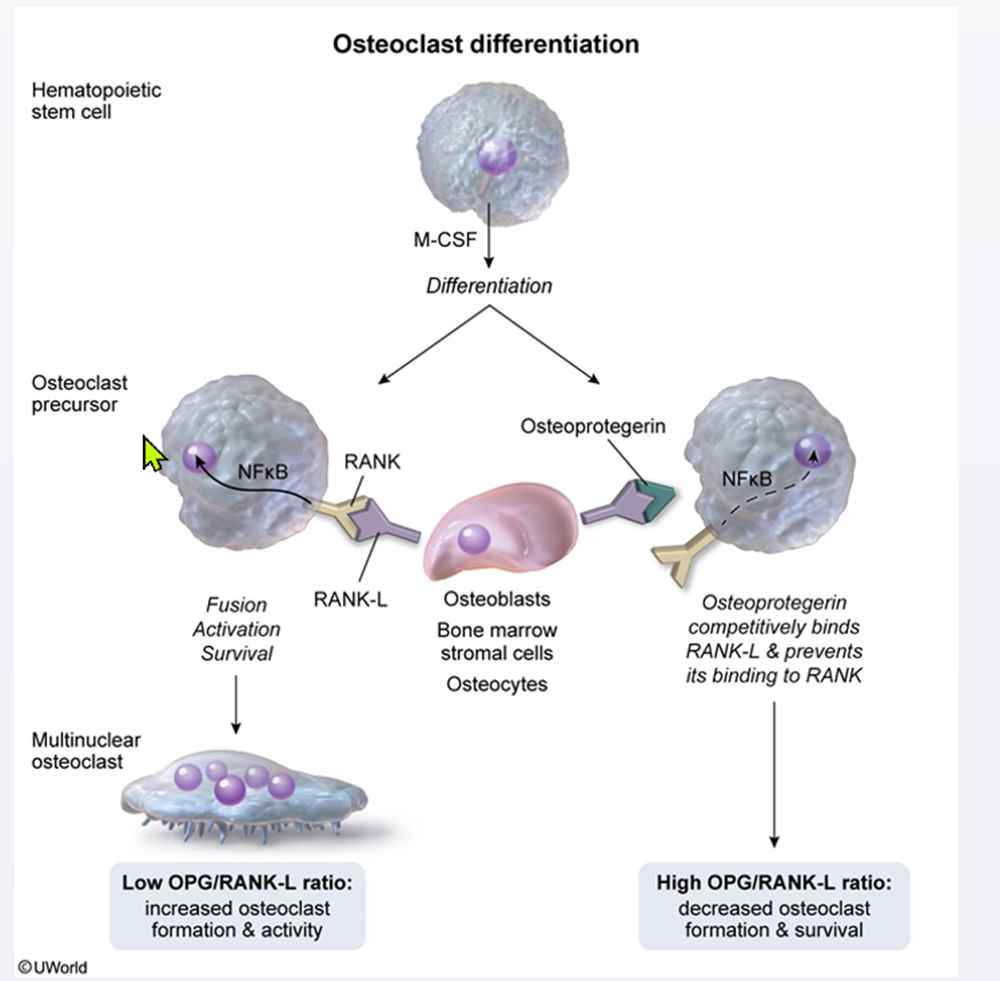 Osteoclast differentiation
Hematopoietic
stem cell
M-CSF
Differentiation
Osteoclast
precursor
NFκB
RANK
RANK-L
Osteoprotegerin
NFκB
Fusion
Activation
Survival
Osteoblasts
Bone marrow
stromal cells
Osteocytes
Osteoprotegerin
competitively binds
RANK-L & prevents
its binding to RANK
Multinuclear
osteoclast
Low OPG/RANK-L ratio:
increased osteoclast
formation & activity
High OPG/RANK-L ratio:
decreased osteoclast
formation & survival
©UWorld